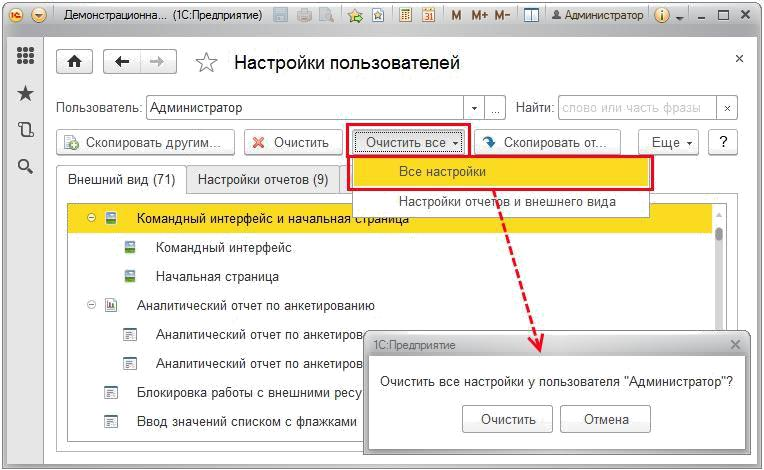 Демонстрационна... (1С:Предприятие)
M M+ M- Администратор
Настройки пользователей
Пользователь: Администратор ... Найти: слово или часть фразы
Скопировать другим... Очистить Очистить все Скопировать от... Еще ?
Все настройки
Внешний вид (71) Настройки отчетов (9)
Настройки отчетов и внешнего вида
Командный интерфейс и начальная страница
Командный интерфейс
Начальная страница
Аналитический отчет по анкетированию
Аналитический отчет по анкетиров
1С:Предприятие
Аналитический отчет по анкетиров
Очистить все настройки у пользователя "Администратор"?
Блокировка работы с внешними ресу
Очистить Отмена
Ввод значений списком с флажками